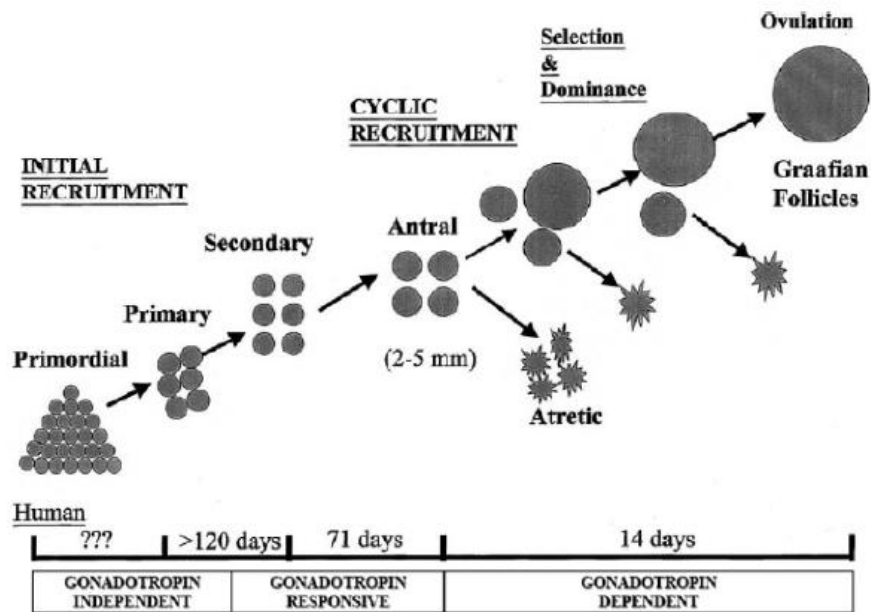 Ovulation
Selection
&
Dominance
CYCLIC
RECRUITMENT
Graafian
Follicles
INITIAL
RECRUITMENT
Antral
Secondary
Primary
(2-5 mm)
Primordial
Atretic
Human
??? >120 days 71 days 14 days
GONADOTROPIN
INDEPENDENT
GONADOTROPIN
RESPONSIVE
GONADOTROPIN
DEPENDENT